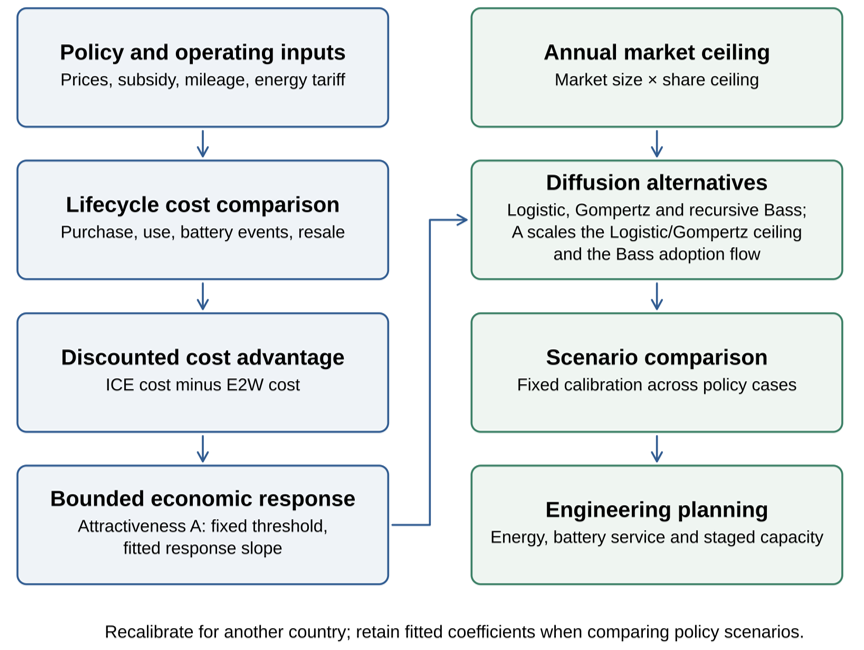 Policy and operating inputs
Prices, subsidy, mileage, energy tariff
Lifecycle cost comparison
Purchase, use, battery events, resale
Discounted cost advantage
ICE cost minus E2W cost
Bounded economic response
Attractiveness A: fixed threshold,
fitted response slope
Annual market ceiling
Market size × share ceiling
Diffusion alternatives
Logistic, Gompertz and recursive Bass;
A scales the Logistic/Gompertz ceiling
and the Bass adoption flow
Scenario comparison
Fixed calibration across policy cases
Engineering planning
Energy, battery service and staged capacity
Recalibrate for another country; retain fitted coefficients when comparing policy scenarios.